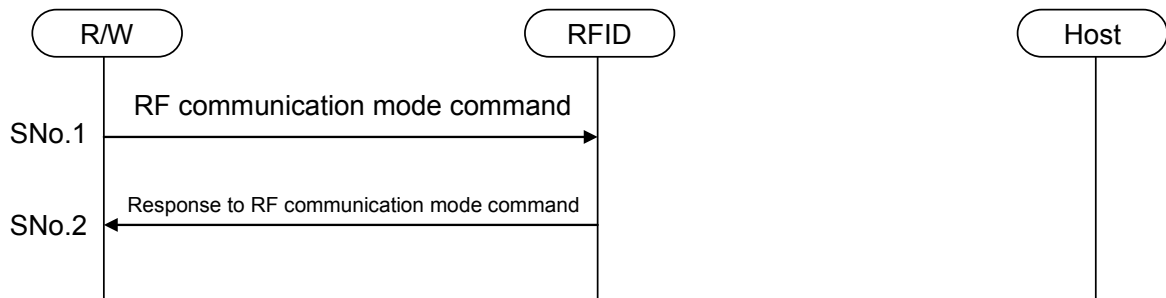 R/W
RFID
Host
RF communication mode command
SNo.1
Response to RF communication mode command
SNo.2